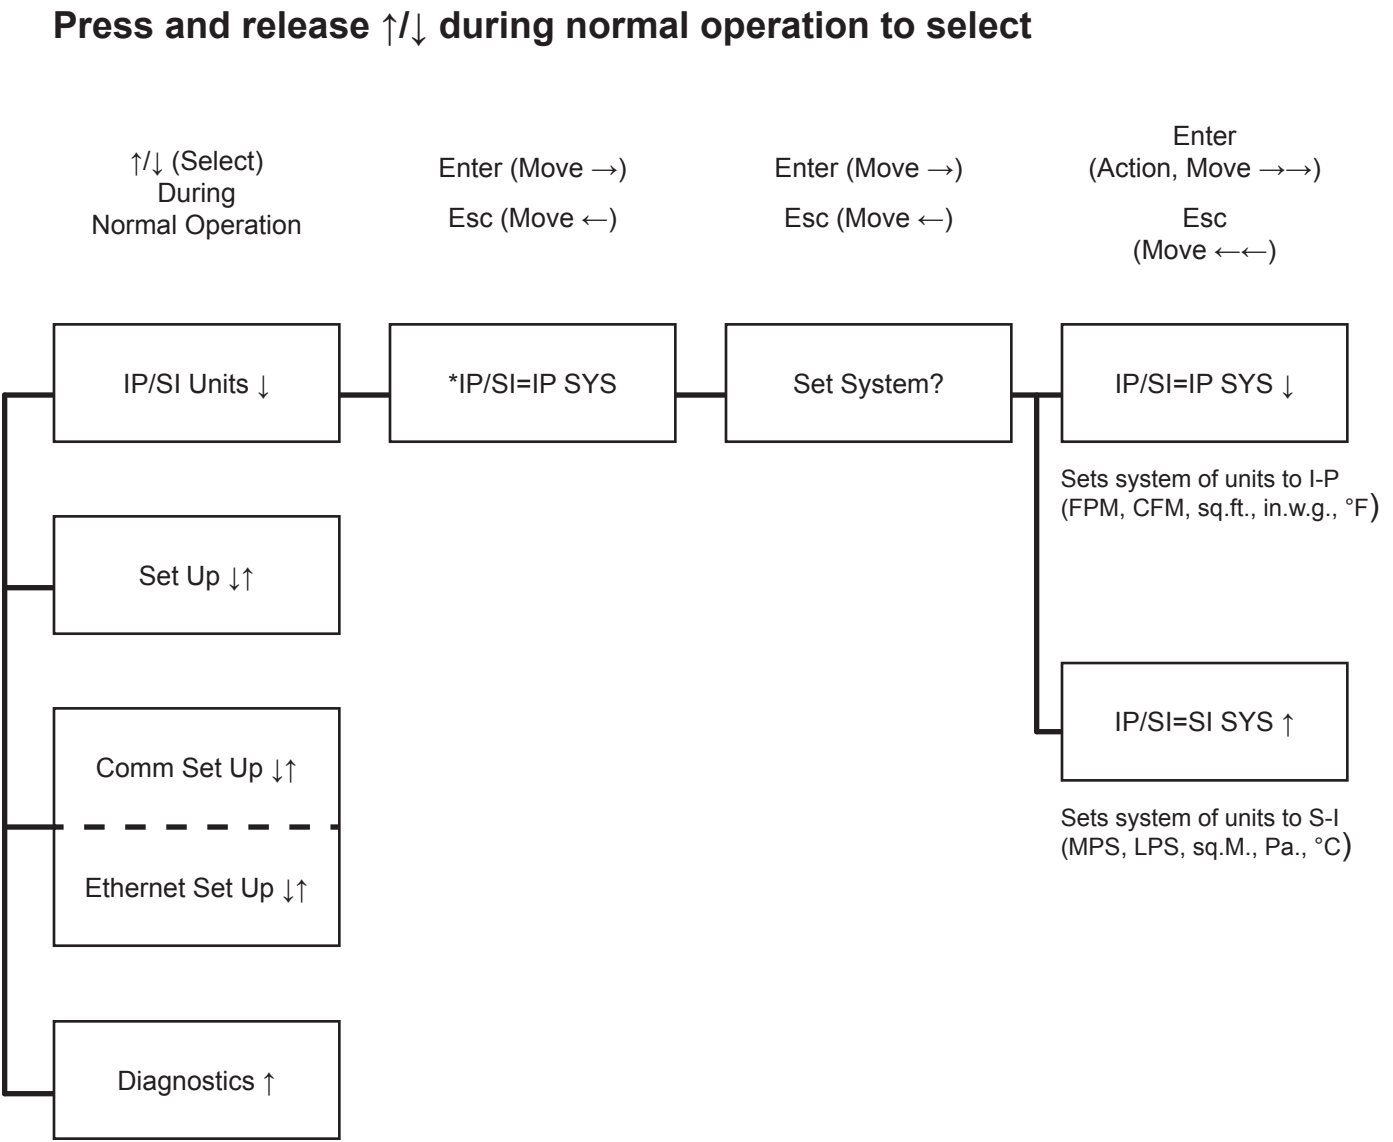 Press and release ↑/↓ during normal operation to select
↑/↓ (Select)
During
Normal Operation
Enter (Move →)
Esc (Move ←)
Enter (Move →)
Esc (Move ←)
Enter
(Action, Move →→)
Esc
(Move ←←)
IP/SI Units ↓
*IP/SI=IP SYS
Set System?
IP/SI=IP SYS ↓
Sets system of units to I-P
(FPM, CFM, sq.ft., in.w.g., °F)
Set Up ↓↑
IP/SI=SI SYS ↑
Sets system of units to S-I
(MPS, LPS, sq.M., Pa., °C)
Comm Set Up ↓↑
Ethernet Set Up ↓↑
Diagnostics ↑